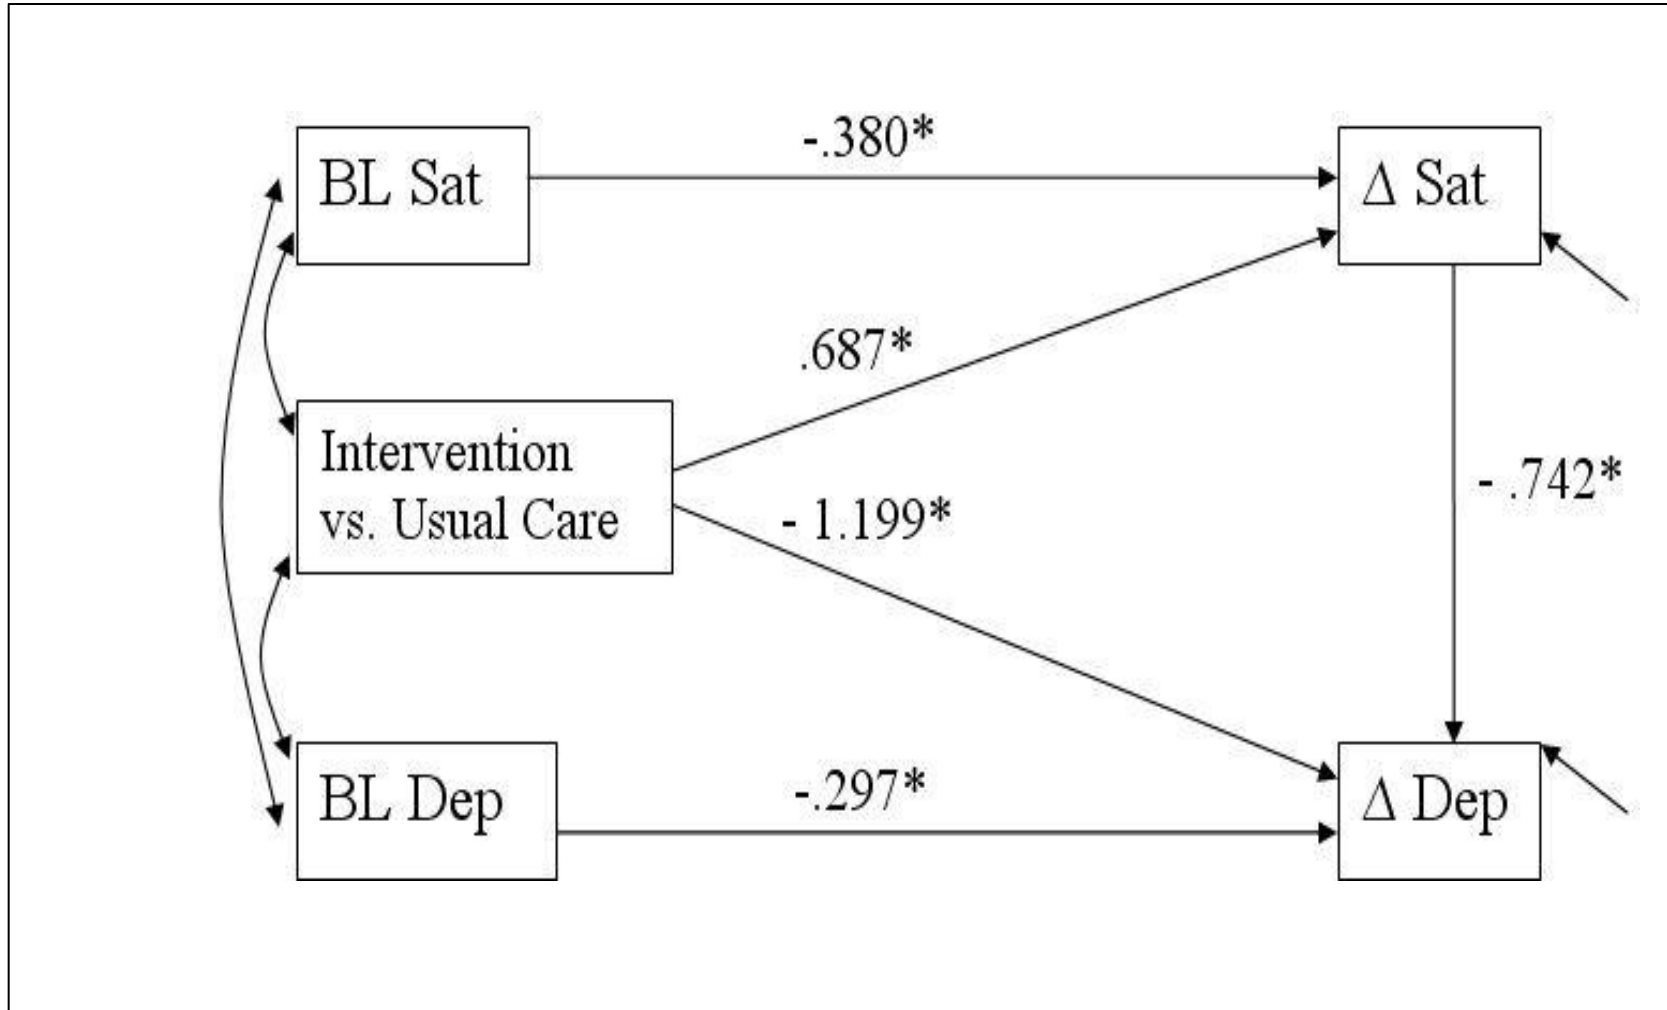 -.380*
BL Sat
Δ Sat
.687*
Intervention
vs. Usual Care
- .742*
- 1.199*
-.297*
BL Dep
Δ Dep